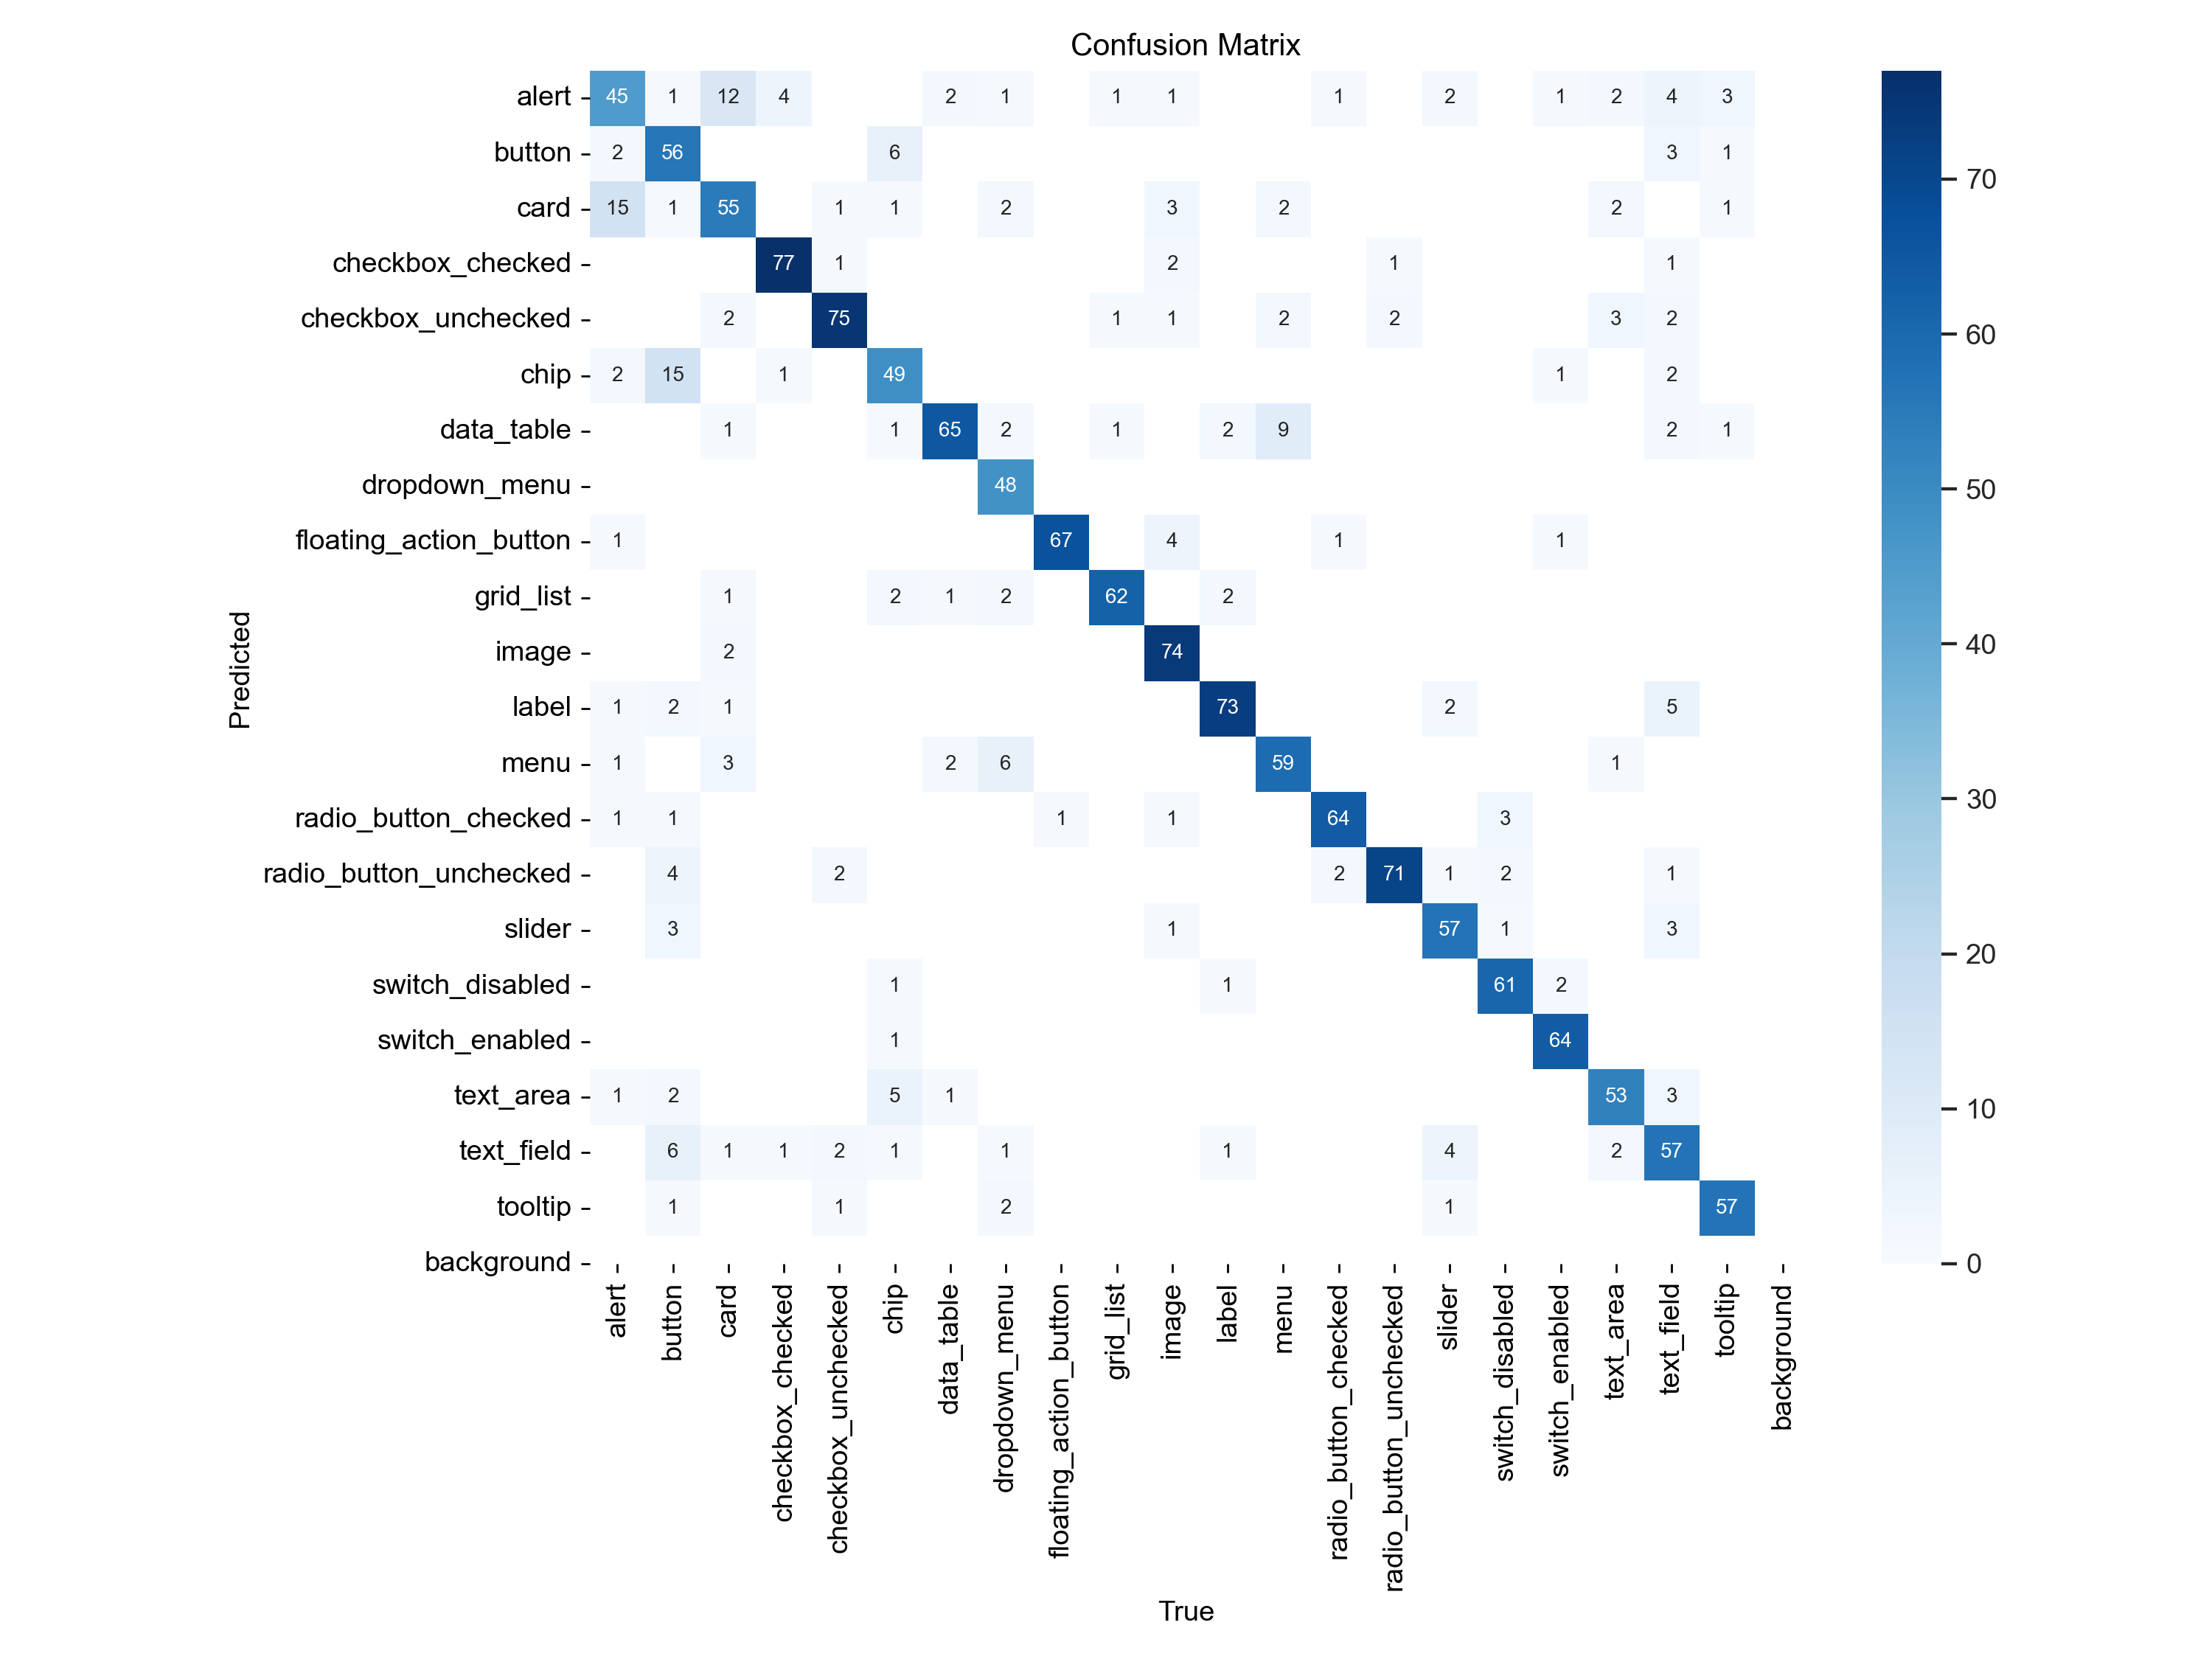 Confusion Matrix
alert 45 1 12 4 2 1 1 1 1 2 1 2 4 3
button 2 56 6 3 1
card 15 1 55 1 1 2 3 2 2 1
checkbox_checked 77 1 2 1 1
checkbox_unchecked 2 75 1 1 2 2 3 2
chip 2 15 1 49 1 2
data_table 1 1 65 2 1 2 9 2 1
dropdown_menu 48
floating_action_button 1 67 4 1 1
grid_list 1 2 1 2 62 2
image 2 74
label 1 2 1 73 2 5
menu 1 3 2 6 59 1
radio_button_checked 1 1 1 1 64 3
radio_button_unchecked 4 2 2 71 1 2 1
slider 3 1 57 1 3
switch_disabled 1 1 61 2
switch_enabled 1 64
text_area 1 2 5 1 53 3
text_field 6 1 1 2 1 1 1 4 2 57
tooltip 1 1 2 1 57
background
Predicted
alert
button
card
checkbox_checked
checkbox_unchecked
chip
data_table
dropdown_menu
floating_action_button
grid_list
image
label
menu
radio_button_checked
radio_button_unchecked
slider
switch_disabled
switch_enabled
text_area
text_field
tooltip
background
True
70
60
50
40
30
20
10
0